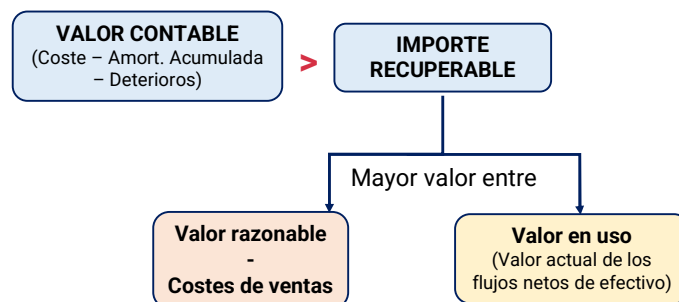 VALOR CONTABLE
(Coste – Amort. Acumulada
– Deterioros)
>
IMPORTE
RECUPERABLE
Mayor valor entre
Valor razonable
-
Costes de ventas
Valor en uso
(Valor actual de los
flujos netos de efectivo)